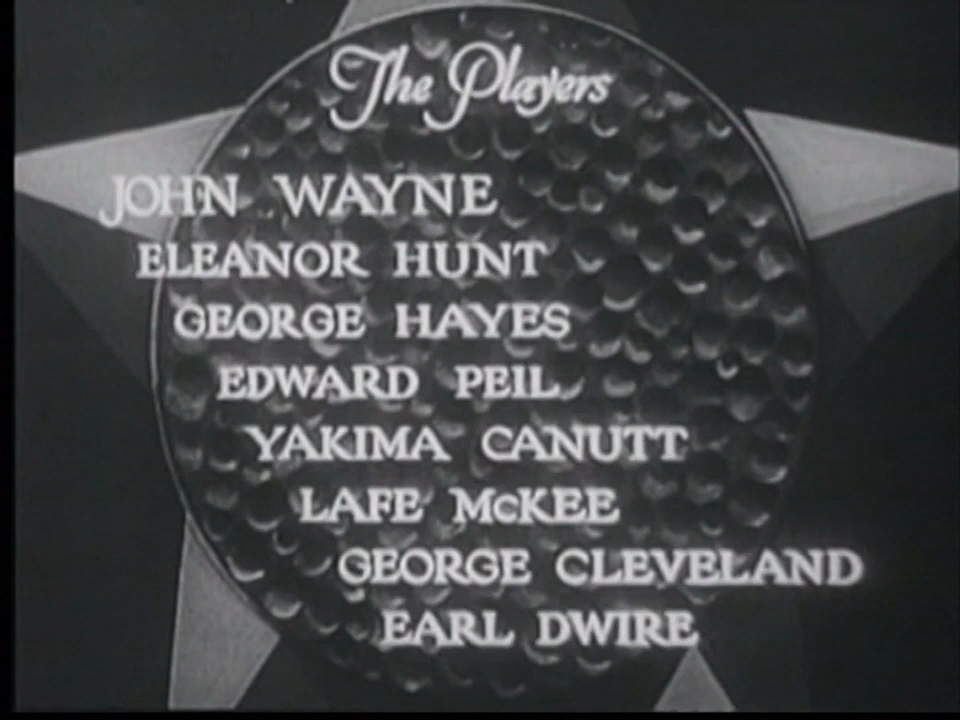 The Players
JOHN WAYNE
ELEANOR HUNT
GEORGE HAYES
EDWARD PEIL
YAKIMA CANUTT
LAFE McKEE
GEORGE CLEVELAND
EARL DWIRE